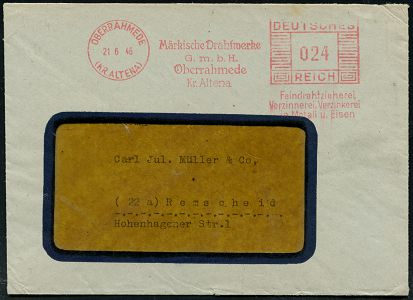 OBERRAHMEDE
21.6 46
(KR. ALTENA)
Märkische Drahtwerke
G.m.b.H.
Oberrahmede
Kr. Altena
DEUTSCHES
024
REICH
Feindrahtzieherei,
Verzinnerei, Verzinkerei
in Metall u. Eisen
Carl Jul. Müller & Co,
( 22 a) R e m s c h e i d
-.-.-.-.-.-.-.-.-.-.-.-.
Hohenhagener Str.1